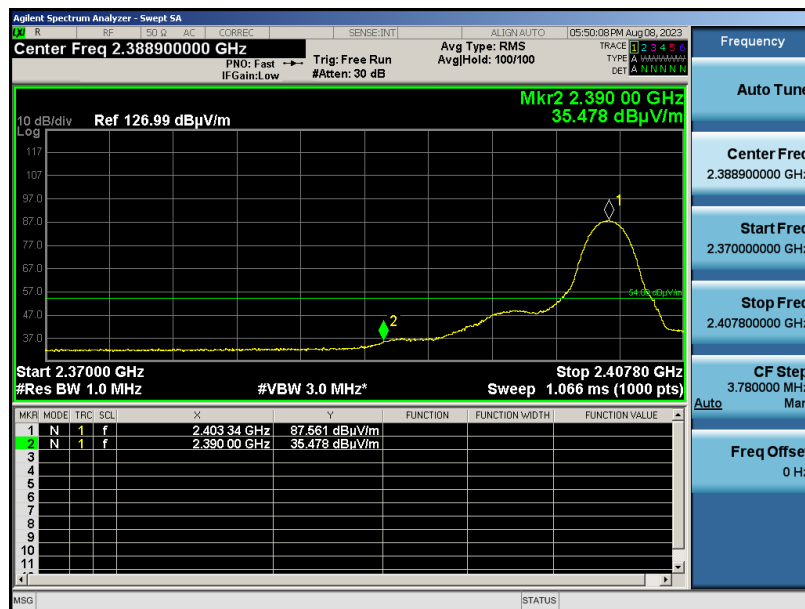 Agilent Spectrum Analyzer - Swept SA
LXI R RF 50 Ω AC CORREC SENSE:INT ALIGN AUTO 05:50:08 PM Aug 08, 2023
Center Freq 2.388900000 GHz
PNO: Fast
IFGain:Low
Trig: Free Run
#Atten: 30 dB
Avg Type: RMS
Avg|Hold: 100/100
TRACE 1 2 3 4 5 6
TYPE A WWWWW
DET A N N N N N
Mkr2 2.390 00 GHz
35.478 dBµV/m
10 dB/div Ref 126.99 dBµV/m
Log
117
107
97.0
87.0
77.0
67.0
57.0
47.0
37.0
1
2
Start 2.37000 GHz Stop 2.40780 GHz
#Res BW 1.0 MHz #VBW 3.0 MHz* Sweep 1.066 ms (1000 pts)
MKR MODE TRC SCL X Y FUNCTION FUNCTION WIDTH FUNCTION VALUE
1 N 1 f 2.403 34 GHz 87.561 dBµV/m
2 N 1 f 2.390 00 GHz 35.478 dBµV/m
3
4
5
6
7
8
9
10
11
MSG STATUS
Frequency
Auto Tune
Center Freq
2.388900000 GHz
Start Freq
2.370000000 GHz
Stop Freq
2.407800000 GHz
CF Step
3.780000 MHz
Auto Man
Freq Offset
0 Hz